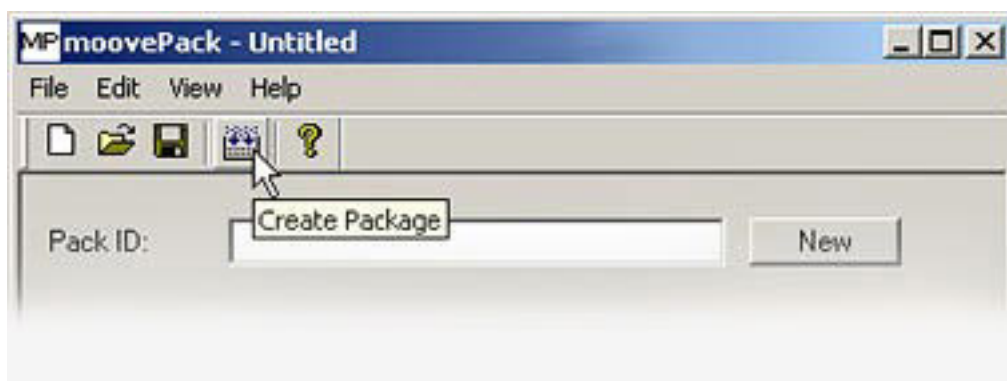 MP moovePack - Untitled
File Edit View Help
Create Package
Pack ID:
New